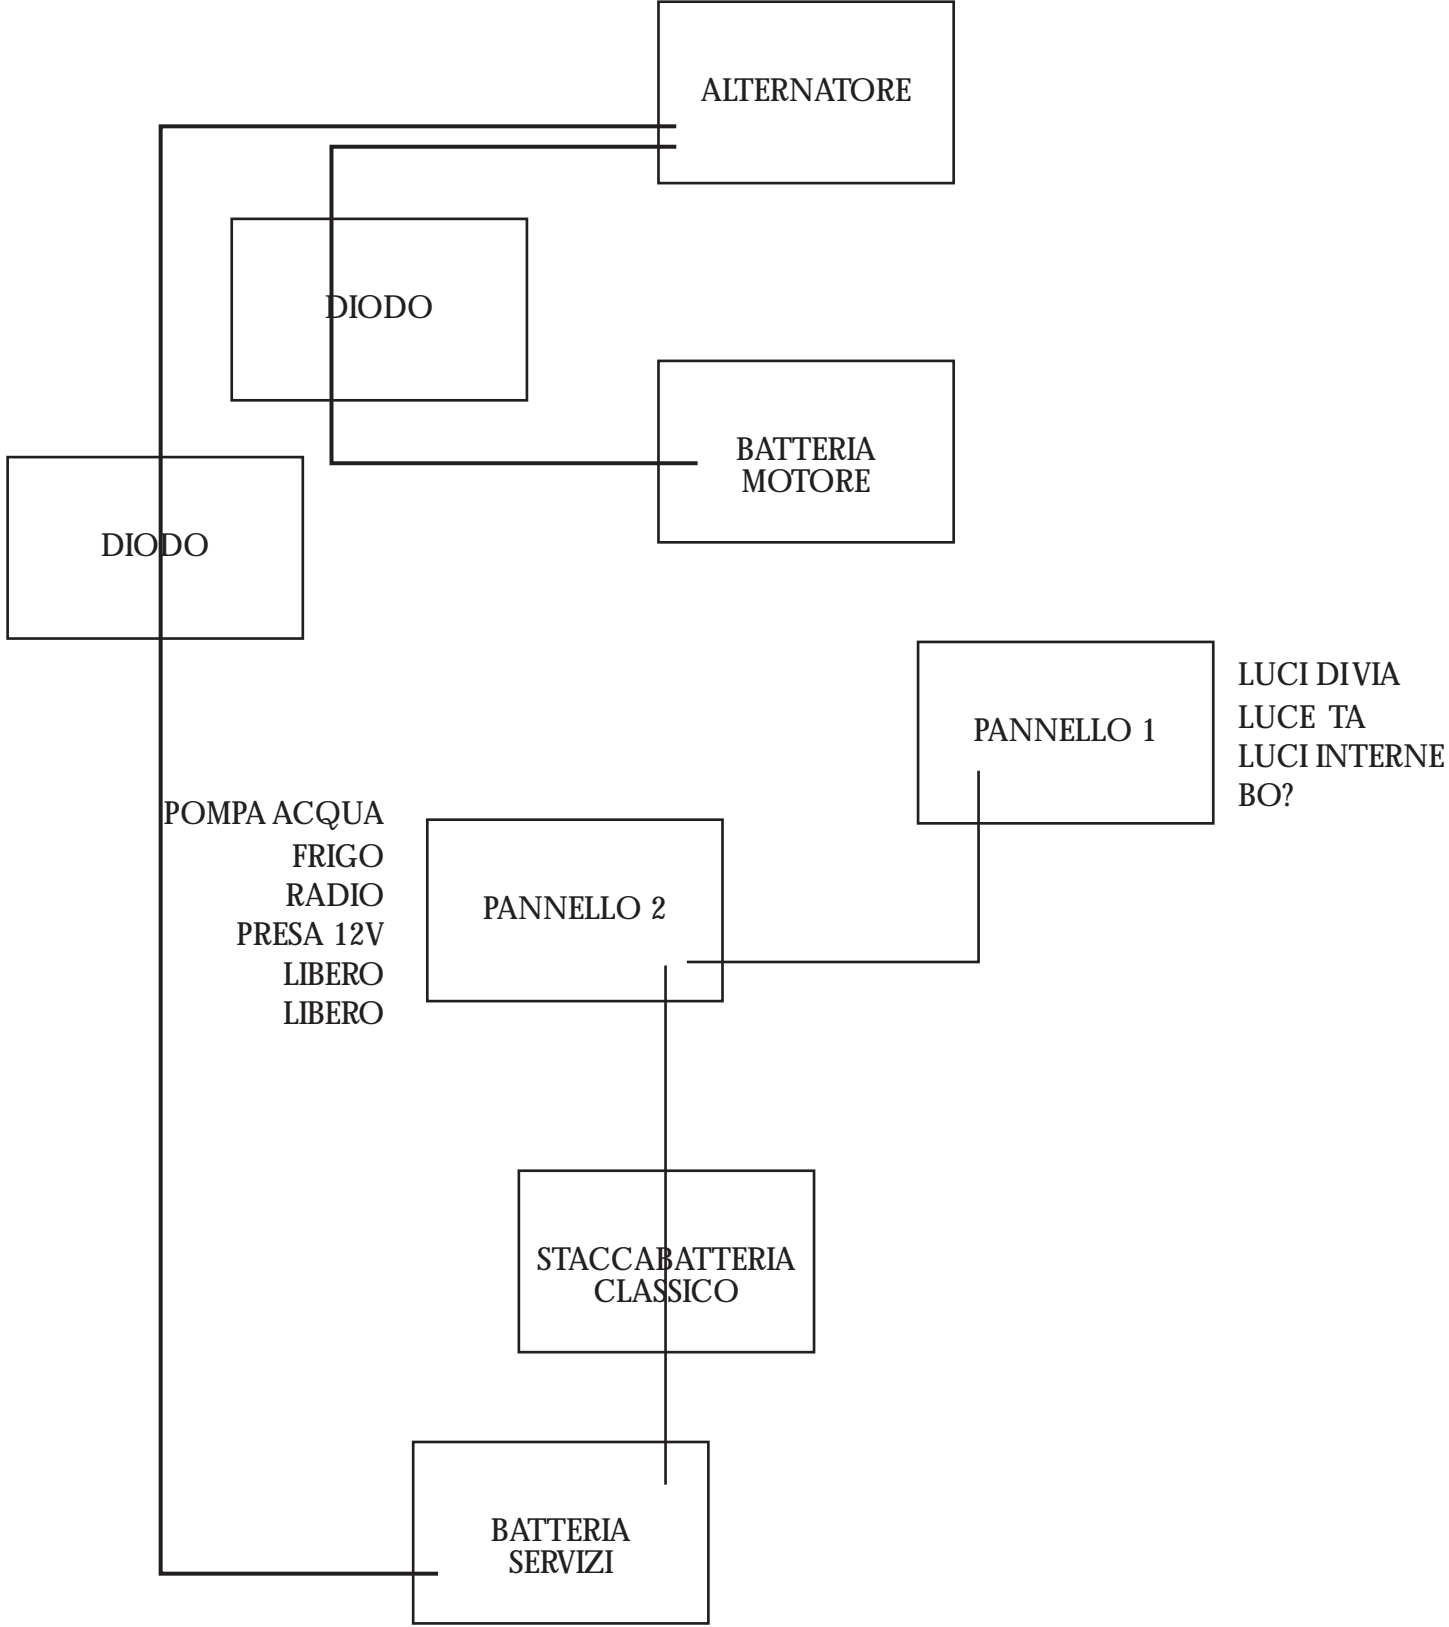 ALTERNATORE
DIODO
BATTERIA
MOTORE
DIODO
PANNELLO 1
LUCI DI VIA
LUCE TA
LUCI INTERNE
BO?
POMPA ACQUA
FRIGO
RADIO
PRESA 12V
LIBERO
LIBERO
PANNELLO 2
STACCABATTERIA
CLASSICO
BATTERIA
SERVIZI